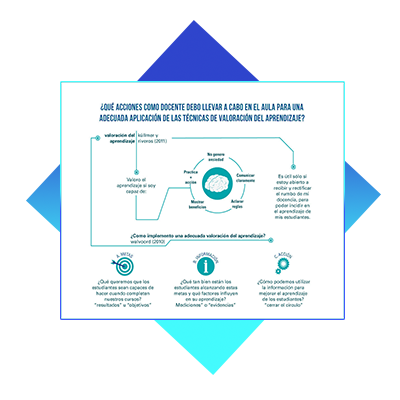 ¿QUÉ ACCIONES COMO DOCENTE DEBO LLEVAR A CABO EN EL AULA PARA UNA
ADECUADA APLICACIÓN DE LAS TÉCNICAS DE VALORACIÓN DEL APRENDIZAJE?
valoración del
aprendizaje
rivonos (2011)
No genera
ansiedad
Practica
o
acción
Comunicar
claramente
Mostrar
beneficios
Aclarar
reglas
Valoro el
aprendizaje si soy
capaz de:
Es útil solo si
estoy abierto a
recibir y rectificar
el rumbo de mi
docencia, para
poder incidir en
el aprendizaje de
mis estudiantes.
¿Como implemento una adecuada valoración del aprendizaje?
walvoord (2010)
A. METAS
B. INFORMACIÓN
C. ACCIÓN
¿Qué queremos que los
estudiantes sean capaces de
hacer cuando completen
nuestros cursos?
"resultados" u "objetivos"
¿Qué tan bien están los
estudiantes alcanzando estas
metas y qué factores influyen
en su aprendizaje?
Mediciones" o "evidencias"
¿Cómo podemos utilizar
la información para
mejorar el aprendizaje
de los estudiantes?
"cerrar el círculo"